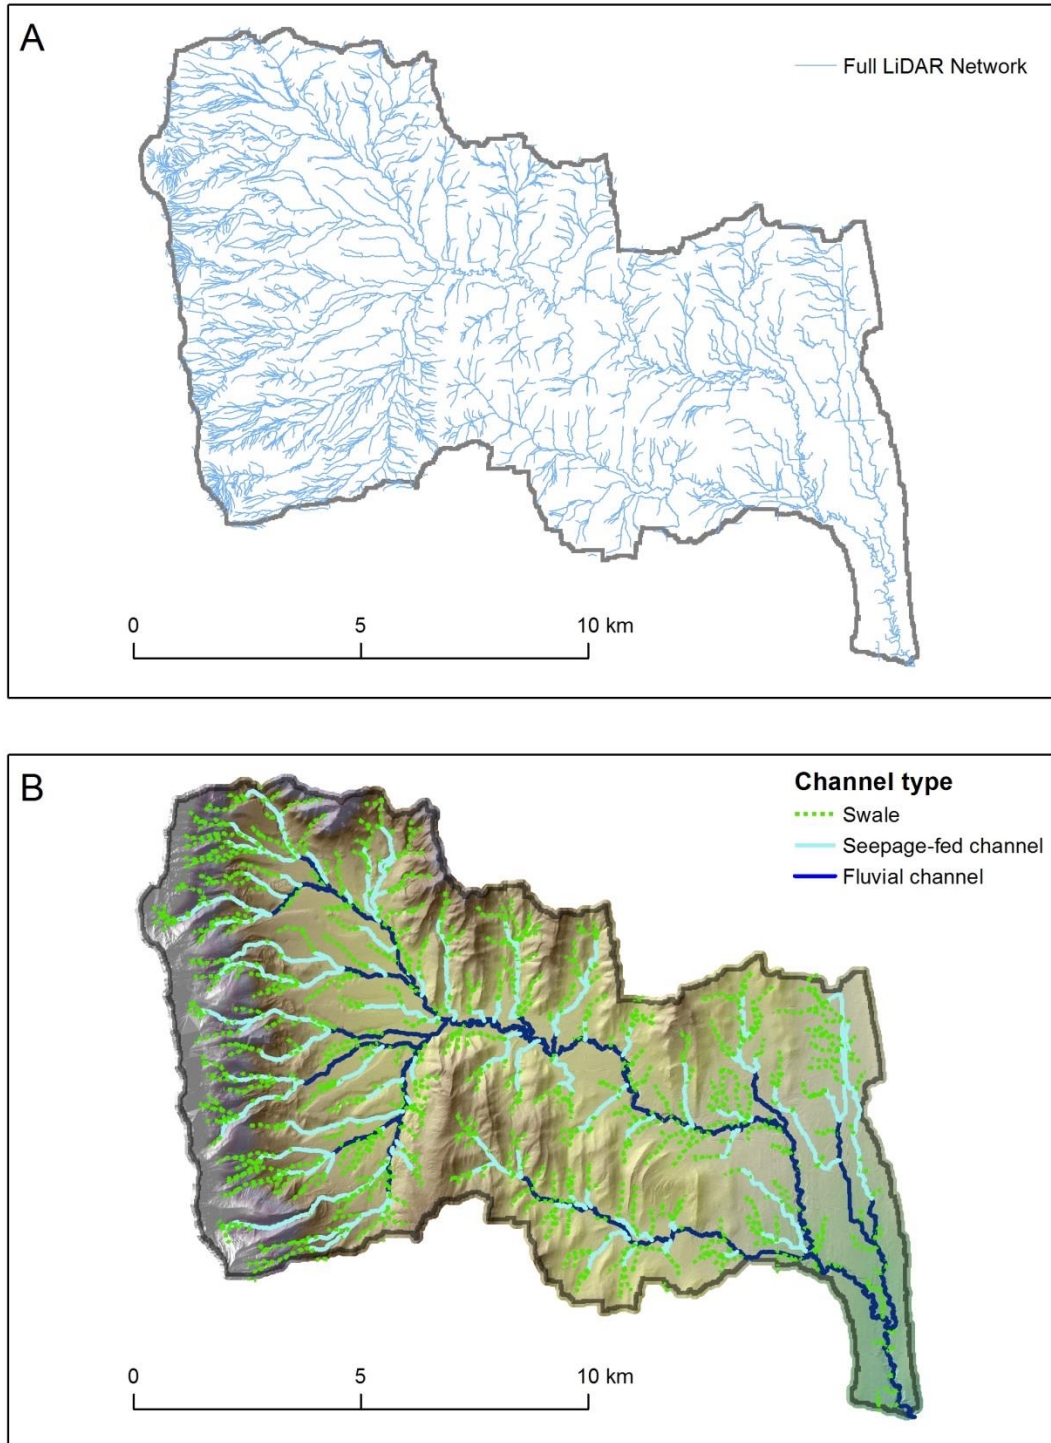 A
Full LiDAR Network
0 5 10 km
B
Channel type
Swale
Seepage-fed channel
Fluvial channel
0 5 10 km